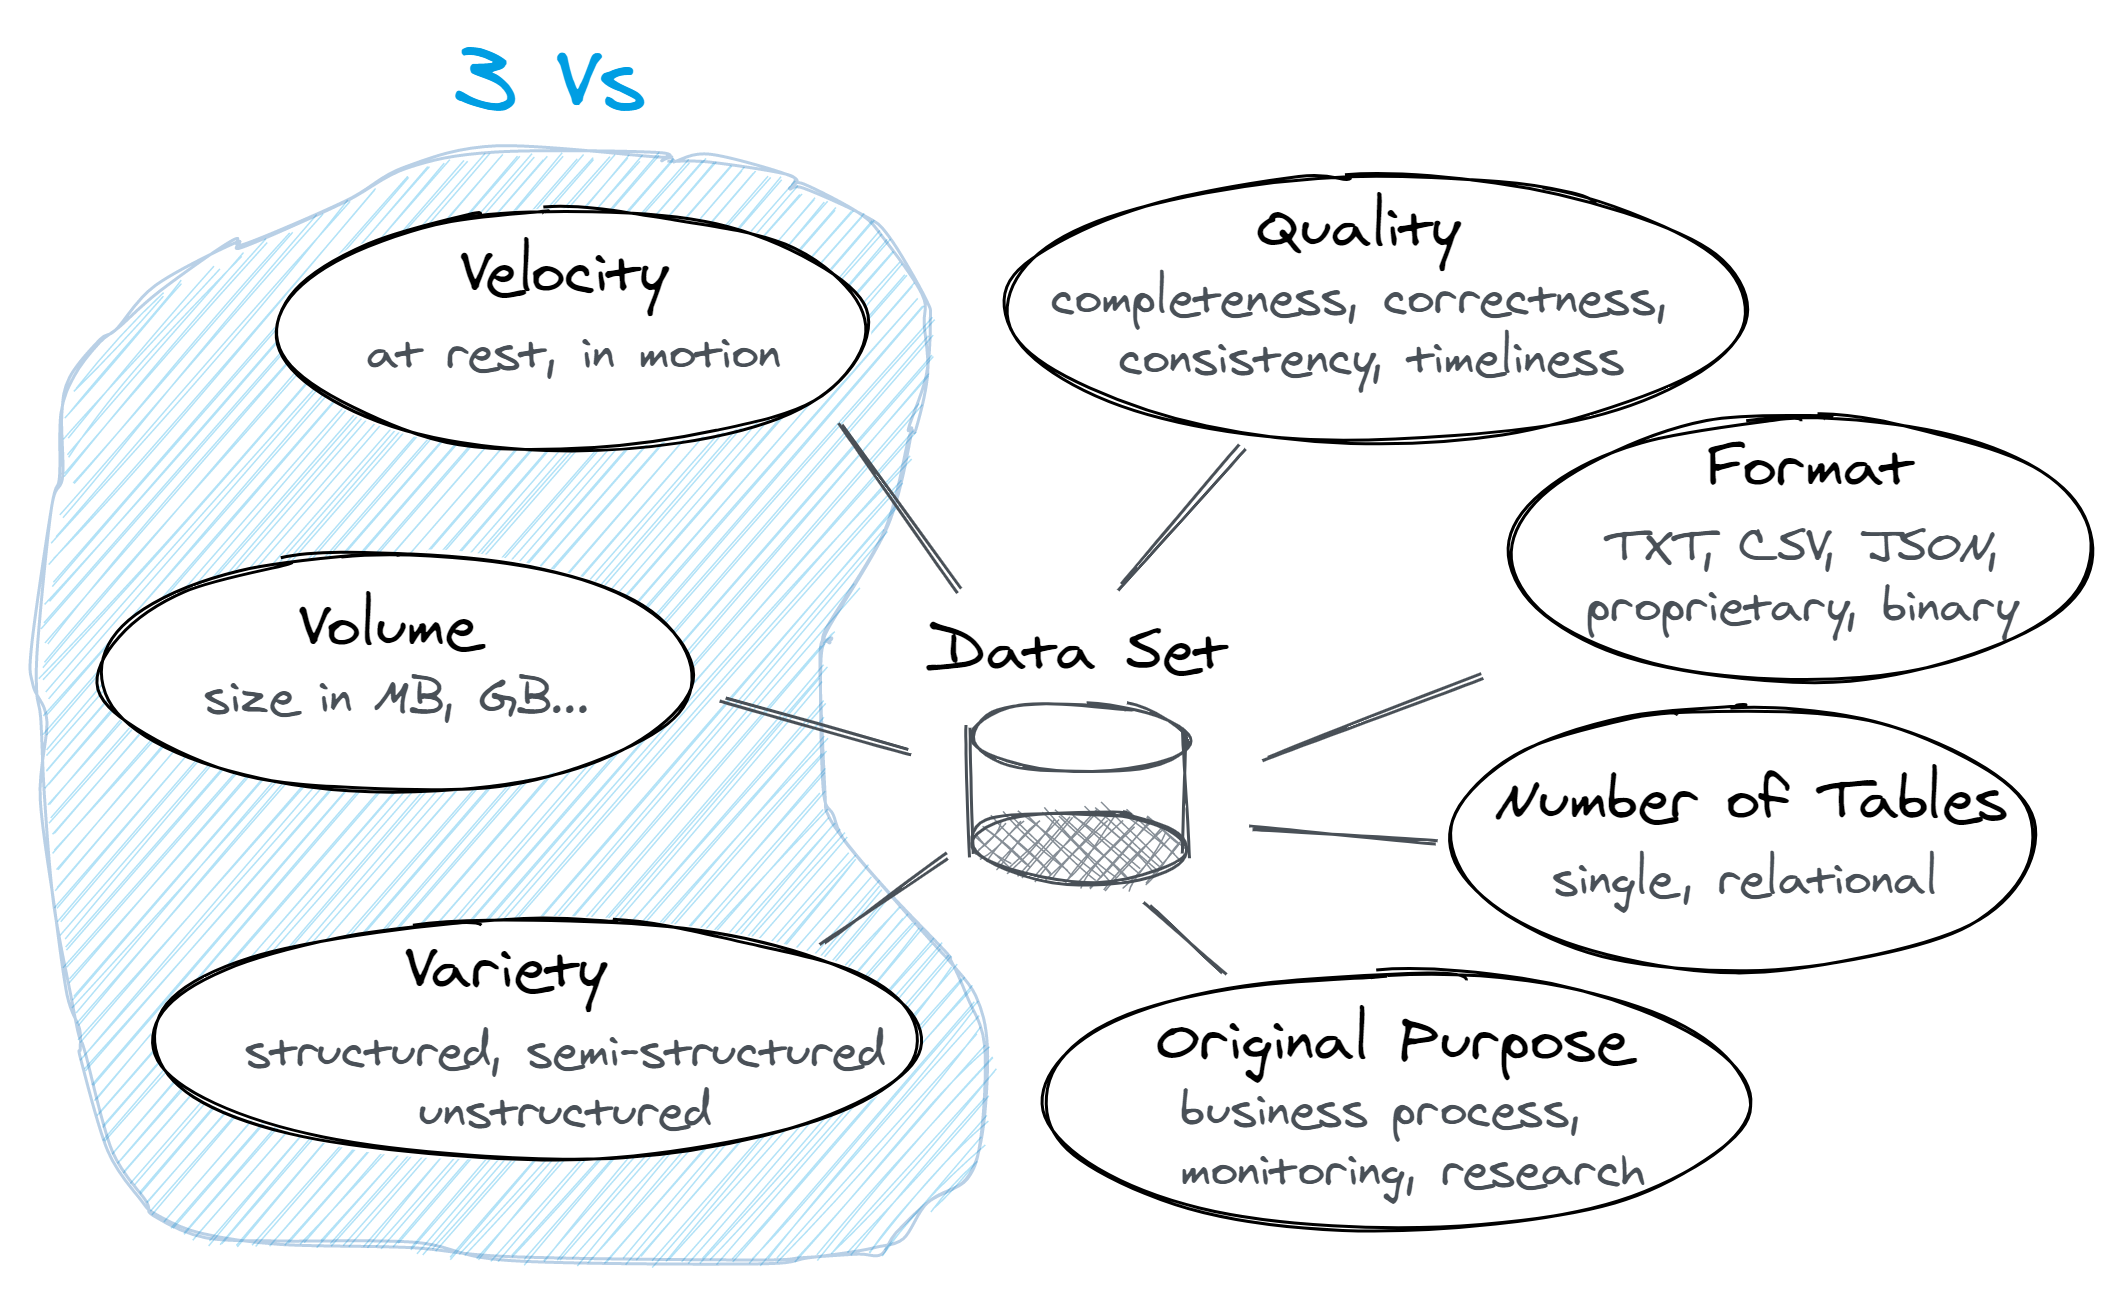 3 Vs
Velocity
at rest, in motion
Volume
size in MB, GB...
Variety
structured, semi-structured
unstructured
Data Set
Quality
completeness, correctness,
consistency, timeliness
Format
TXT, CSV, JSON,
proprietary, binary
Number of Tables
single, relational
Original Purpose
business process,
monitoring, research